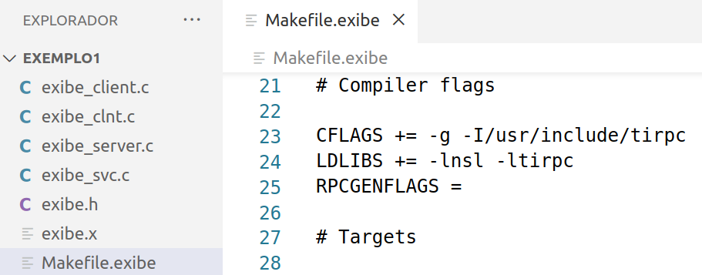 EXPLORADOR ···
EXEMPLO1
C exibe_client.c
C exibe_clnt.c
C exibe_server.c
C exibe_svc.c
C exibe.h
exibe.x
Makefile.exibe
Makefile.exibe
Makefile.exibe
21 # Compiler flags
22
23 CFLAGS += -g -I/usr/include/tirpc
24 LDLIBS += -lnsl -ltirpc
25 RPCGENFLAGS =
26
27 # Targets
28